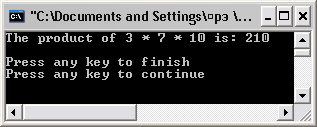 "C:\Documents and Settings\¤рэ \...
The product of 3 * 7 * 10 is: 210
Press any key to finish
Press any key to continue